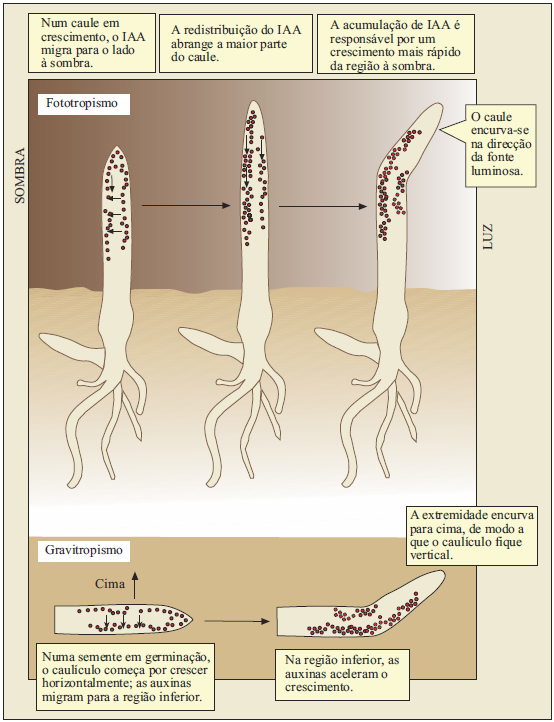 Num caule em
crescimento, o IAA
migra para o lado
à sombra.
A redistribuição do IAA
abrange a maior parte
do caule.
A acumulação de IAA é
responsável por um
crescimento mais rápido
da região à sombra.
Fototropismo
O caule
encurva-se
na direcção
da fonte
luminosa.
SOMBRA
LUZ
A extremidade encurva
para cima, de modo a
que o caulículo fique
vertical.
Gravitropismo
Cima
Numa semente em germinação,
o caulículo começa por crescer
horizontalmente; as auxinas
migram para a região inferior.
Na região inferior, as
auxinas aceleram o
crescimento.